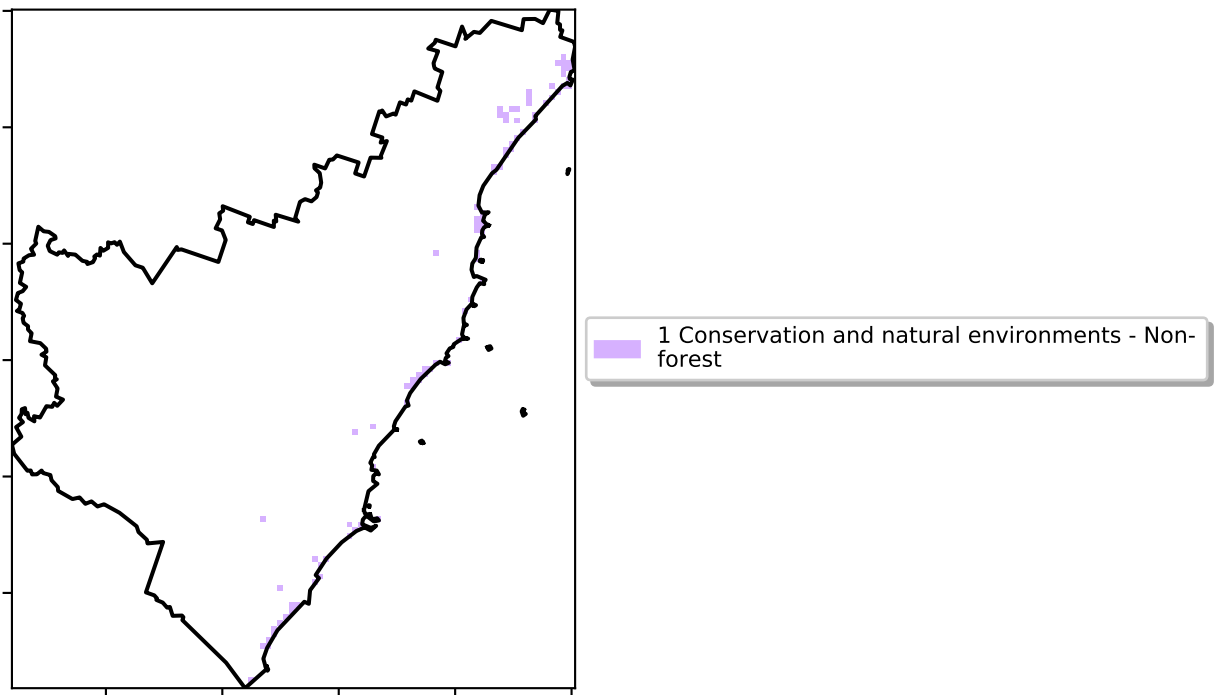 1 Conservation and natural environments - Non-
forest